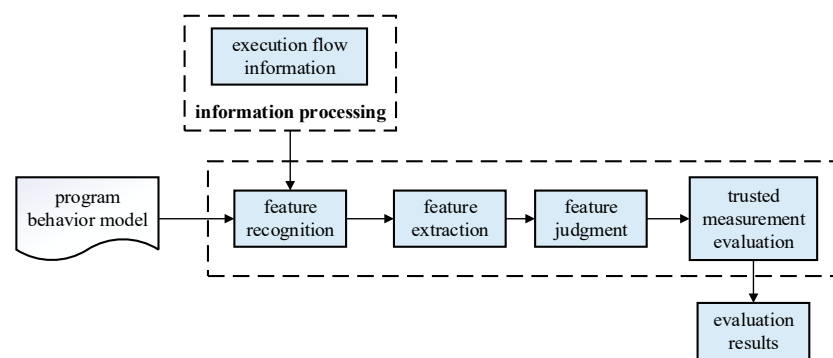 execution flow
information
information processing
program
behavior model
feature
recognition
feature
extraction
feature
judgment
trusted
measurement
evaluation
evaluation
results